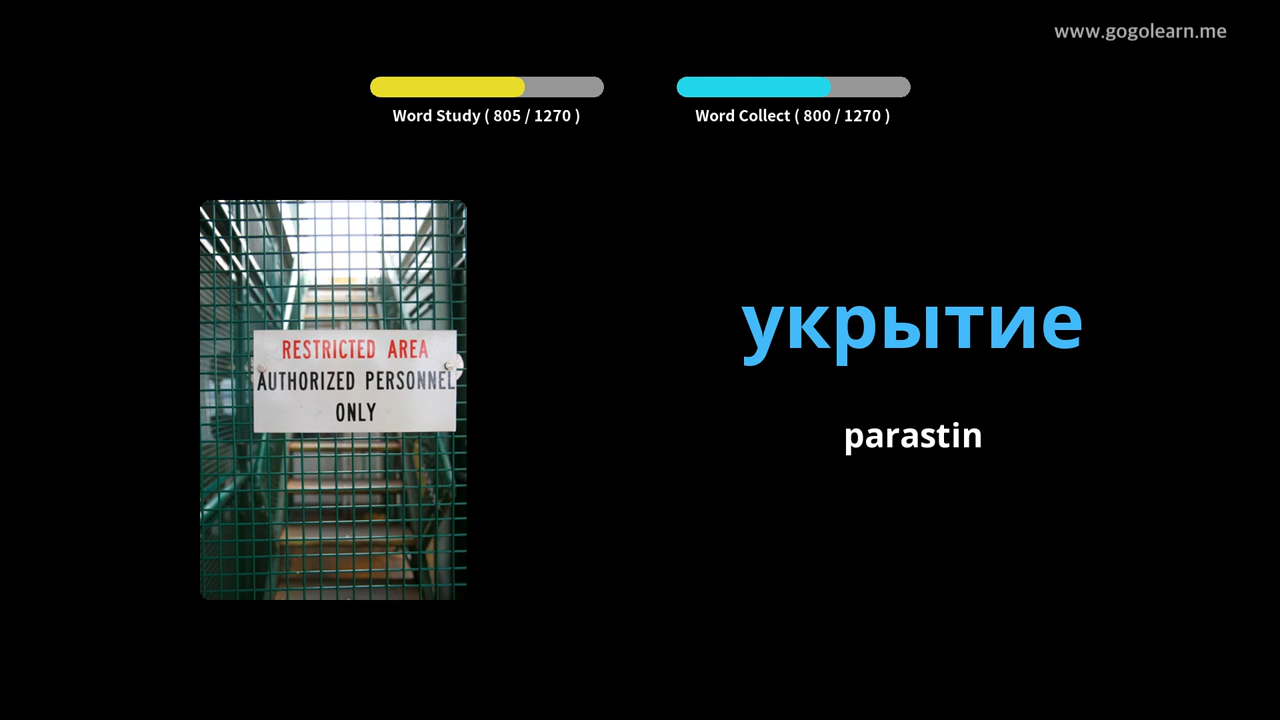 www.gogolearn.me
Word Study ( 805 / 1270 )
Word Collect ( 800 / 1270 )
RESTRICTED AREA
AUTHORIZED PERSONNEL
ONLY
укрытие
parastin